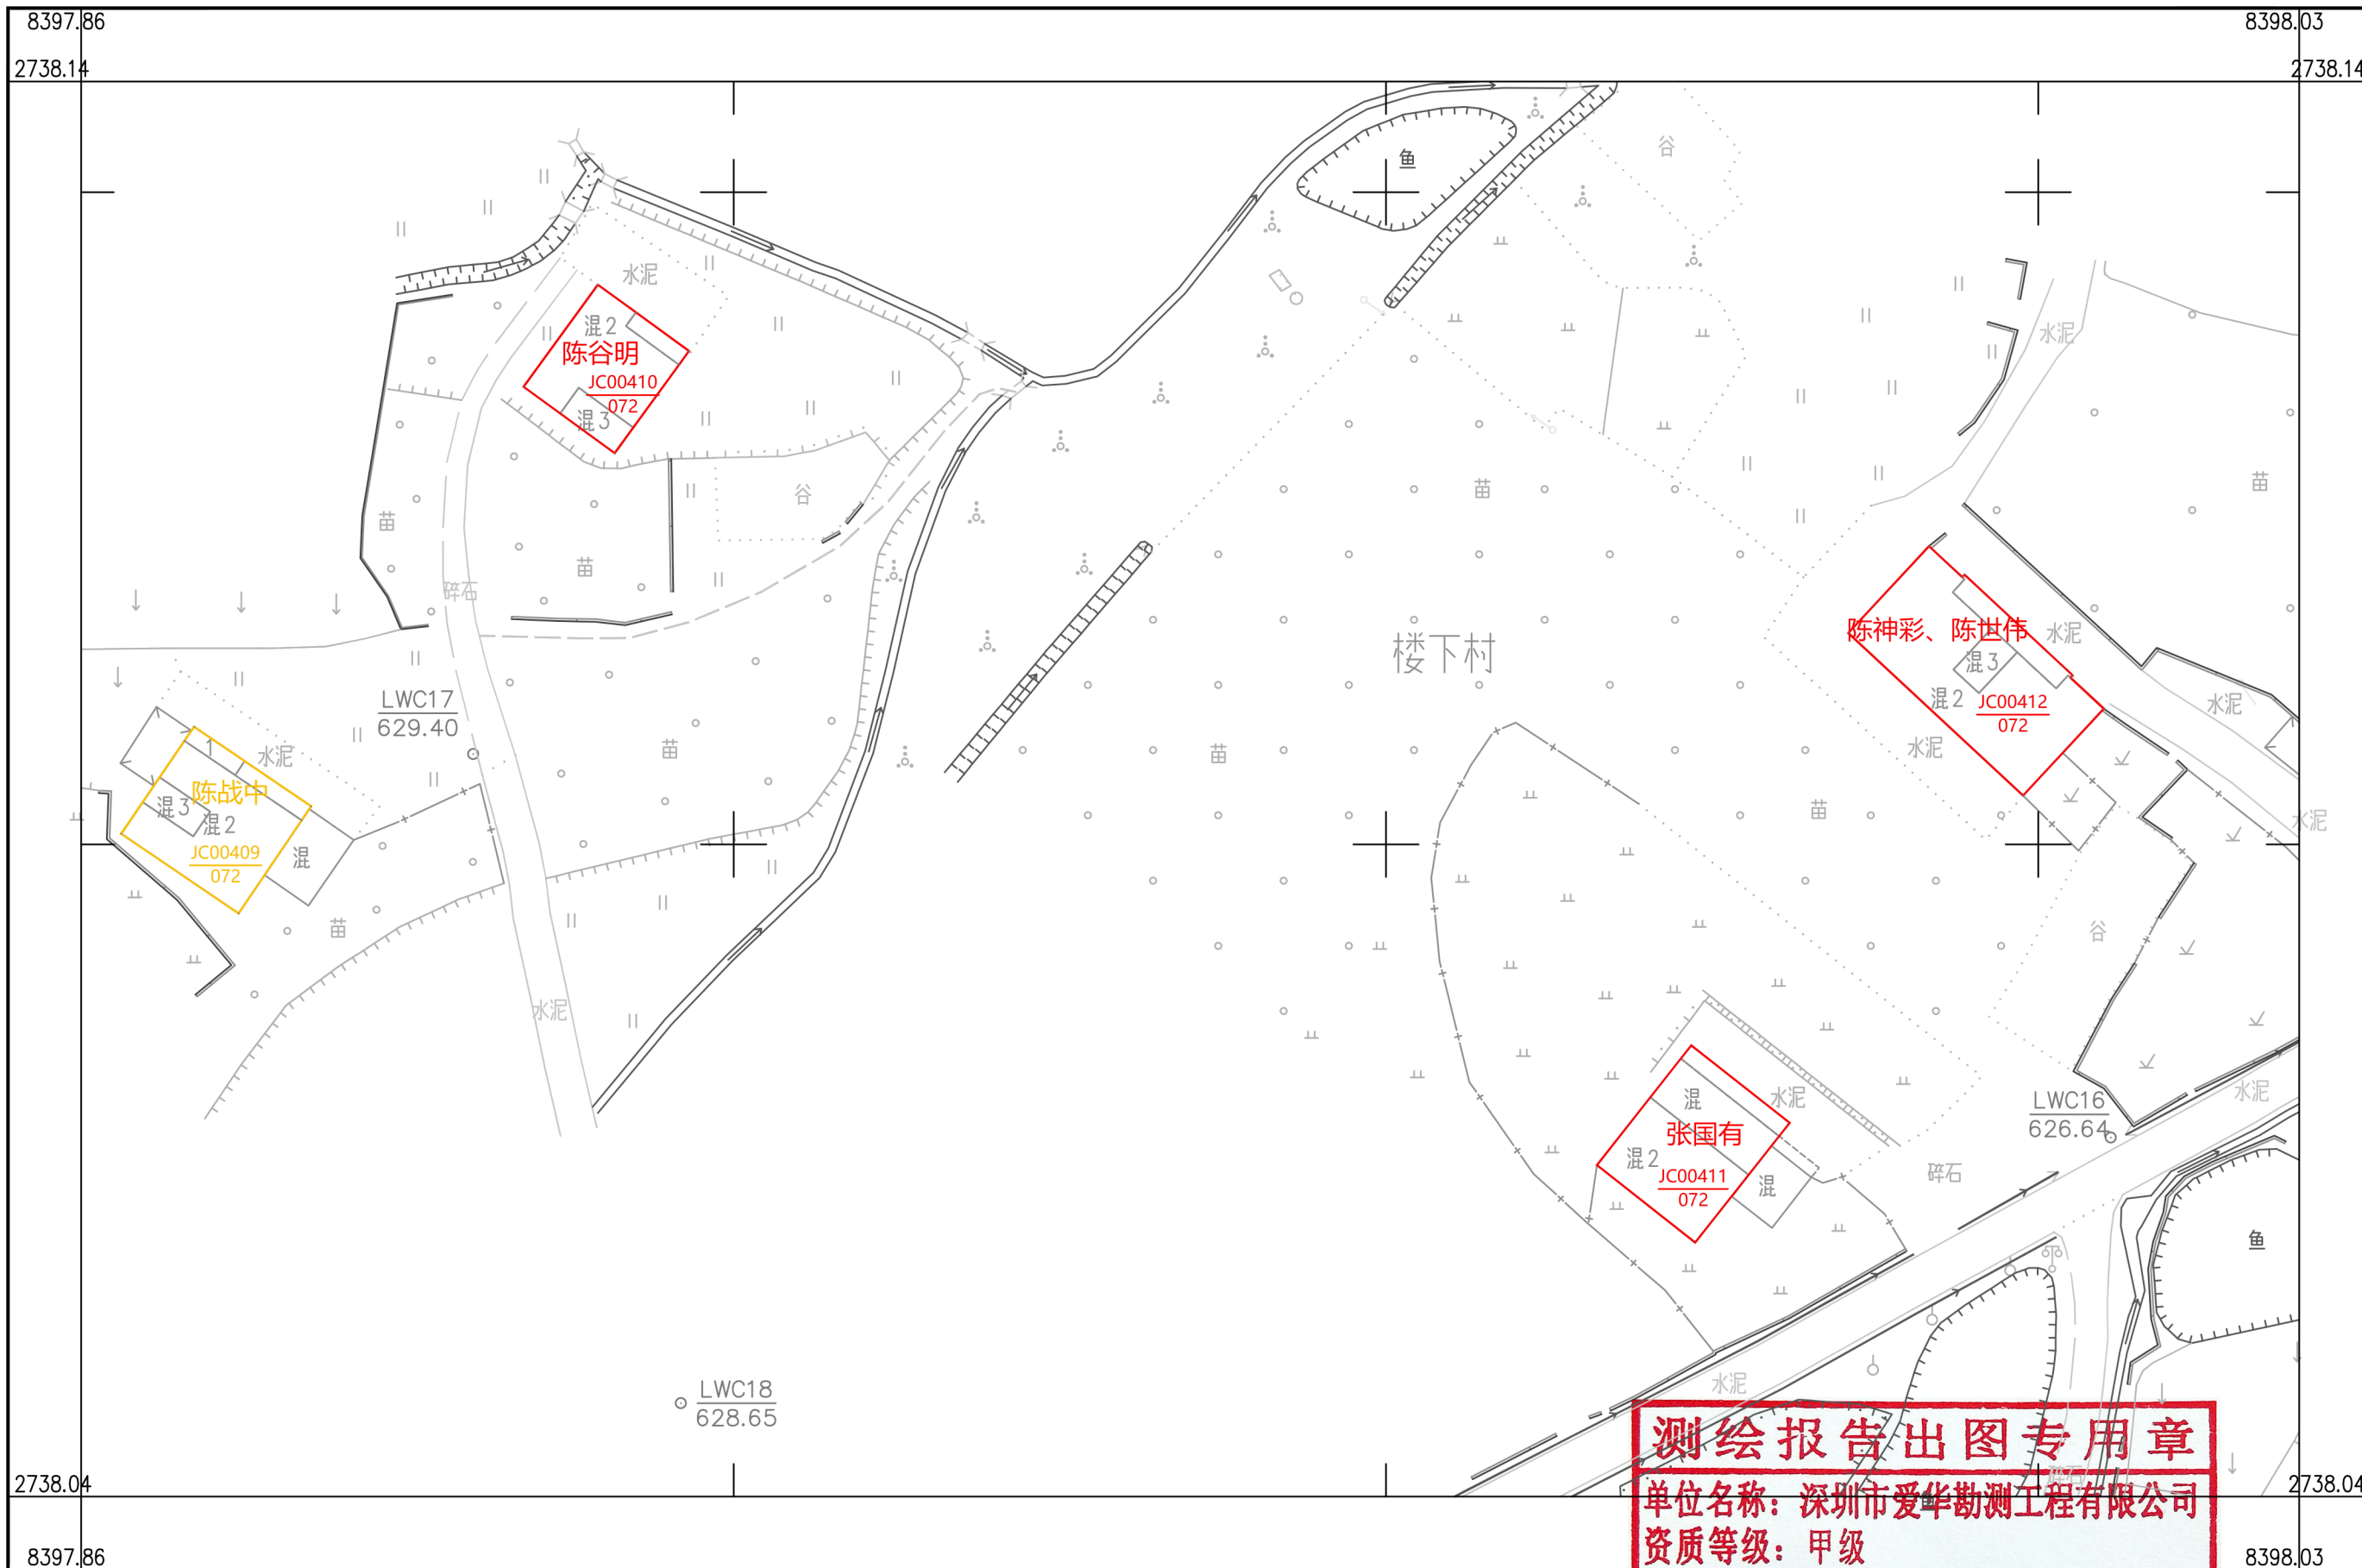 8397.86
8398.03
2738.14
2738.14
鱼
谷
水泥
混2
陈谷明
JC00410
072
混3
水泥
谷
苗
苗
苗
苗
碎石
楼下村
陈神彩、陈世伟
水泥
混3
混2
JC00412
072
水泥
LWC17
629.40
水泥
水泥
1
陈战中
混3
混2
JC00409
072
混
苗
苗
苗
苗
水泥
谷
苗
水泥
混
水泥
张国有
混2
JC00411
072
混
LWC16
626.64
水泥
碎石
鱼
LWC18
628.65
水泥
测绘报告出图专用章
碎石
2738.04
2738.04
鱼
单位名称：深圳市爱华勘测工程有限公司
资质等级：甲级
8397.86
8398.03